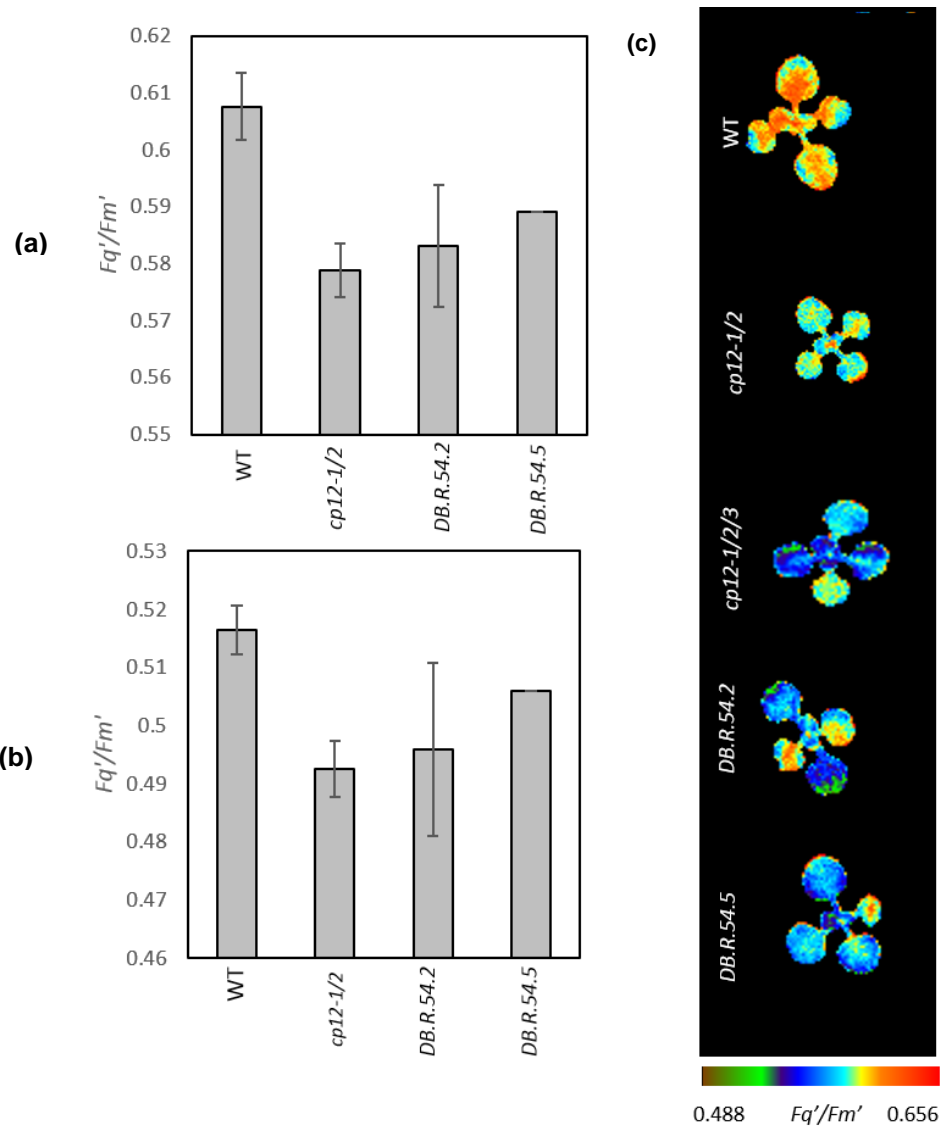 (a)
Fq'/Fm'
0.62
0.61
0.6
0.59
0.58
0.57
0.56
0.55
WT
cp12-1/2
DB.R.54.2
DB.R.54.5
(b)
Fq'/Fm'
0.53
0.52
0.51
0.5
0.49
0.48
0.47
0.46
WT
cp12-1/2
DB.R.54.2
DB.R.54.5
(c)
WT
cp12-1/2
cp12-1/2/3
DB.R.54.2
DB.R.54.5
0.488 Fq'/Fm' 0.656